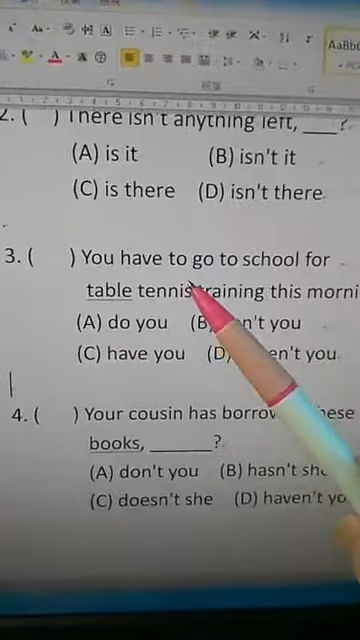 2. ( ) There isn't anything left, ____?
(A) is it (B) isn't it
(C) is there (D) isn't there
3. ( ) You have to go to school for
table tennis training this morni
(A) do you (B) you
(C) have you (D) you
4. ( ) Your cousin has borrow
books, ______?
(A) don't you (B) hasn't she
(C) doesn't she (D) haven't yo